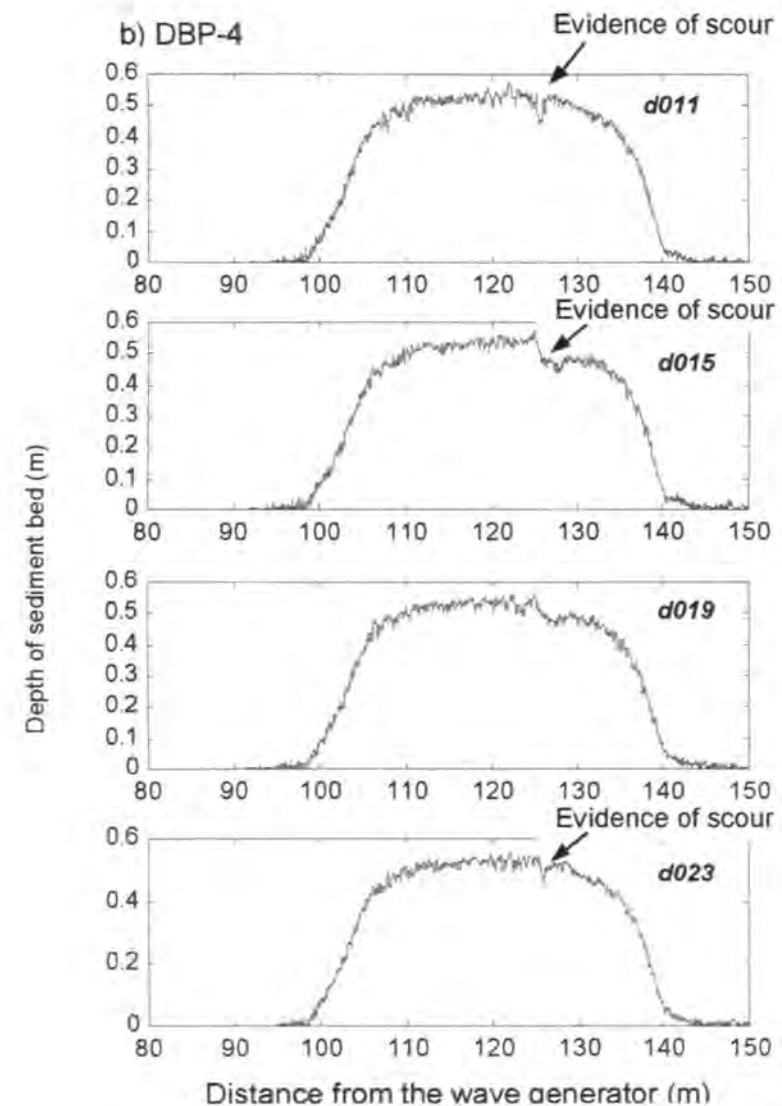 b) DBP-4
Evidence of scour
0.6
0.5
0.4
0.3
0.2
0.1
0
d011
80 90 100 110 120 130 140 150
Evidence of scour
0.6
0.5
0.4
0.3
0.2
0.1
0
d015
80 90 100 110 120 130 140 150
0.6
0.5
0.4
0.3
0.2
0.1
0
d019
80 90 100 110 120 130 140 150
Evidence of scour
0.6
0.4
0.2
0
d023
80 90 100 110 120 130 140 150
Depth of sediment bed (m)
Distance from the wave generator (m)